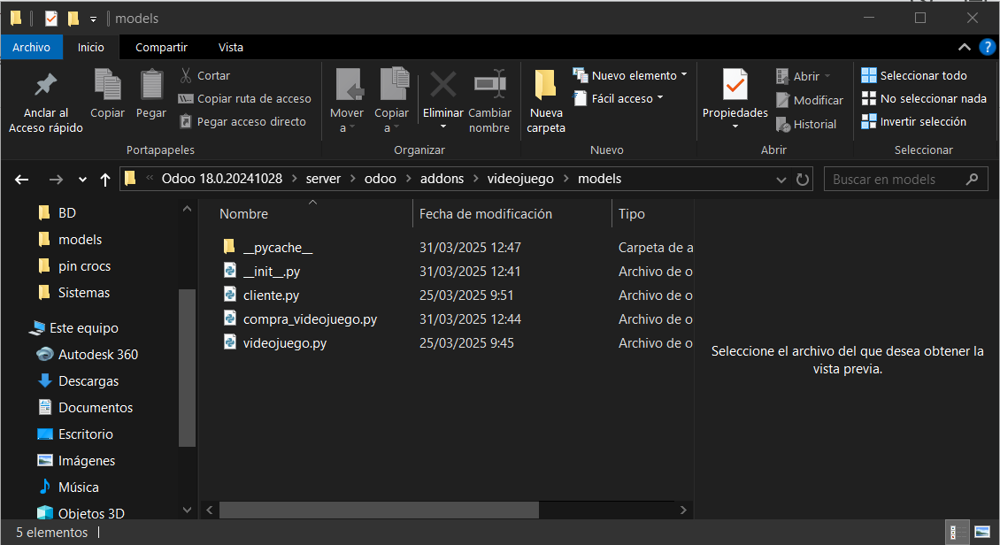 models
Archivo Inicio Compartir Vista
Anclar al
Acceso rápido
Copiar
Pegar
Cortar
Copiar ruta de acceso
Pegar acceso directo
Portapapeles
Mover
a
Copiar
a
Eliminar
Cambiar
nombre
Organizar
Nueva
carpeta
Nuevo elemento
Fácil acceso
Nuevo
Propiedades
Abrir
Modificar
Historial
Abrir
Seleccionar todo
No seleccionar nada
Invertir selección
Seleccionar
« Odoo 18.0.20241028 > server > odoo > addons > videojuego > models
Buscar en models
BD
models
pin crocs
Sistemas
Este equipo
Autodesk 360
Descargas
Documentos
Escritorio
Imágenes
Música
Objetos 3D
Nombre Fecha de modificación Tipo
__pycache__ 31/03/2025 12:47 Carpeta de a
__init__.py 31/03/2025 12:41 Archivo de o
cliente.py 25/03/2025 9:51 Archivo de o
compra_videojuego.py 31/03/2025 12:44 Archivo de o
videojuego.py 25/03/2025 9:45 Archivo de o
Seleccione el archivo del que desea obtener la
vista previa.
5 elementos